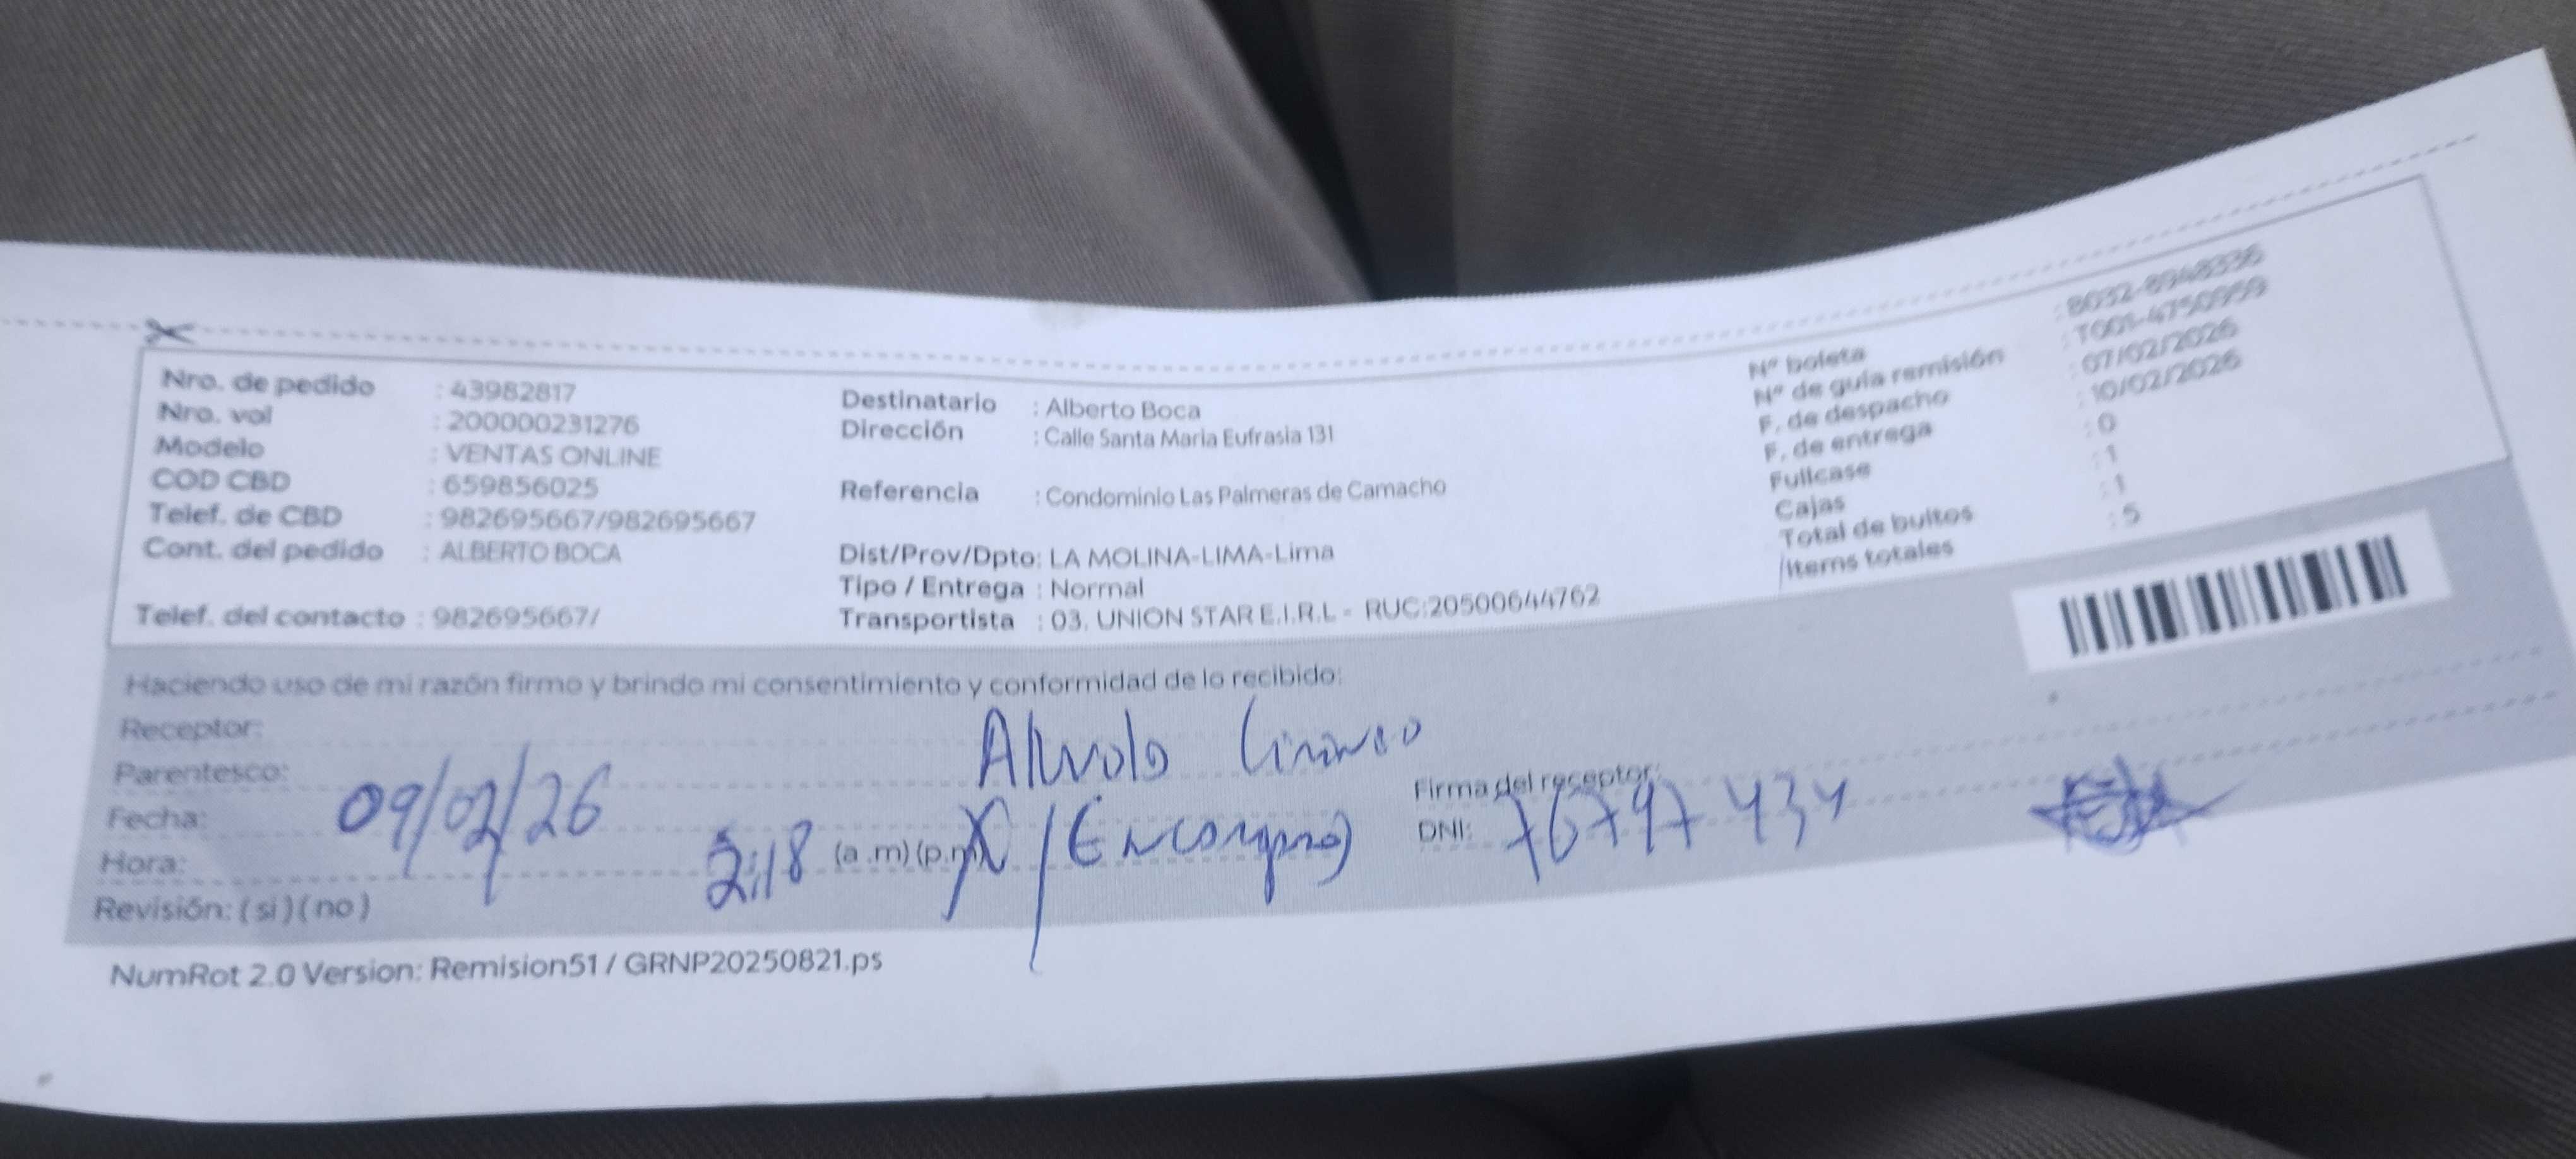 Nro. de pedido : 43982817
Nro. vol : 200000231276
Modelo : VENTAS ONLINE
COD CBD : 659856025
Telef. de CBD : 982695667/982695667
Cont. del pedido : ALBERTO BOCA
Telef. del contacto : 982695667/
Destinatario : Alberto Boca
Dirección : Calle Santa Maria Eufrasia 131
Referencia : Condominio Las Palmeras de Camacho
Dist/Prov/Dpto: LA MOLINA-LIMA-Lima
Tipo / Entrega : Normal
Transportista : 03. UNION STAR E.I.R.L - RUC:20500644762
Nº boleta : B032-8948336
Nº de guía remisión : T001-4750959
F. de despacho : 07/02/2026
F. de entrega : 10/02/2026
Fullcase : 0
Cajas : 1
Total de bultos : 1
Items totales : 5
Haciendo uso de mi razón firmo y brindo mi consentimiento y conformidad de lo recibido:
Receptor:
Parentesco:
Fecha: 09/02/26
Hora: 2:18 (a.m) (p.m)
Revisión: ( si ) ( no )
Firma del receptor:
DNI: 76797434
NumRot 2.0 Version: Remision51 / GRNP20250821.ps